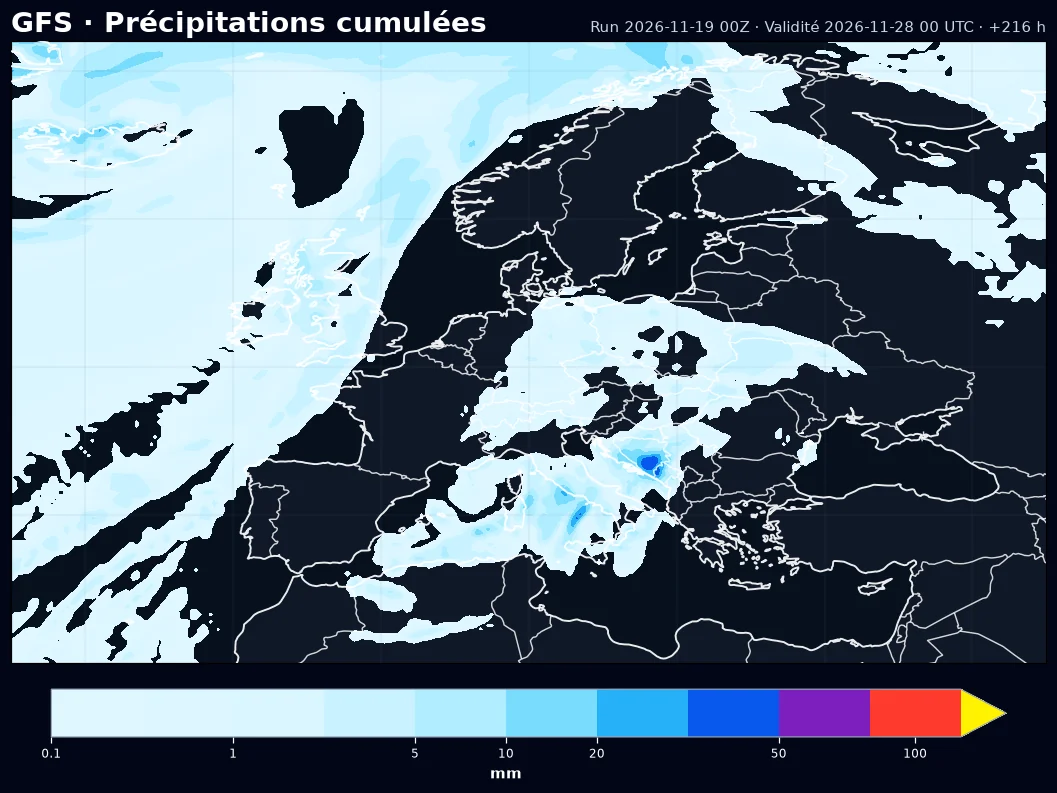 GFS · Précipitations cumulées
Run 2026-11-19 00Z · Validité 2026-11-28 00 UTC · +216 h
0.1 1 5 10 20 50 100
mm